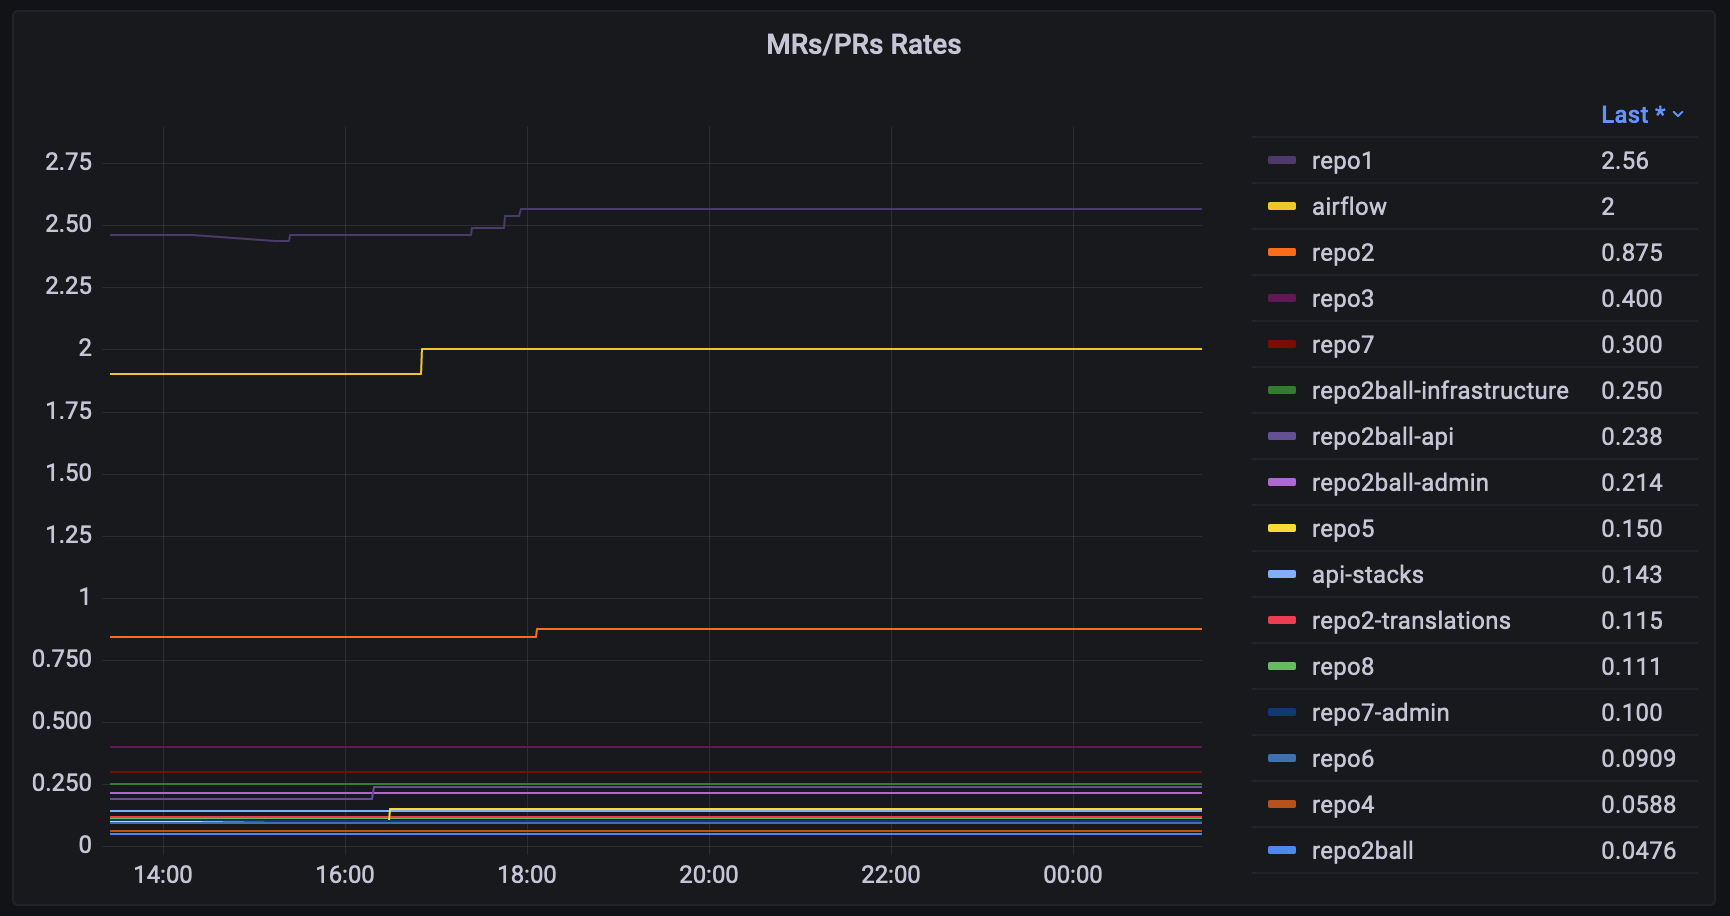 MRs/PRs Rates
Last *
2.75
2.50
2.25
2
1.75
1.50
1.25
1
0.750
0.500
0.250
0
14:00 16:00 18:00 20:00 22:00 00:00
repo1 2.56
airflow 2
repo2 0.875
repo3 0.400
repo7 0.300
repo2ball-infrastructure 0.250
repo2ball-api 0.238
repo2ball-admin 0.214
repo5 0.150
api-stacks 0.143
repo2-translations 0.115
repo8 0.111
repo7-admin 0.100
repo6 0.0909
repo4 0.0588
repo2ball 0.0476